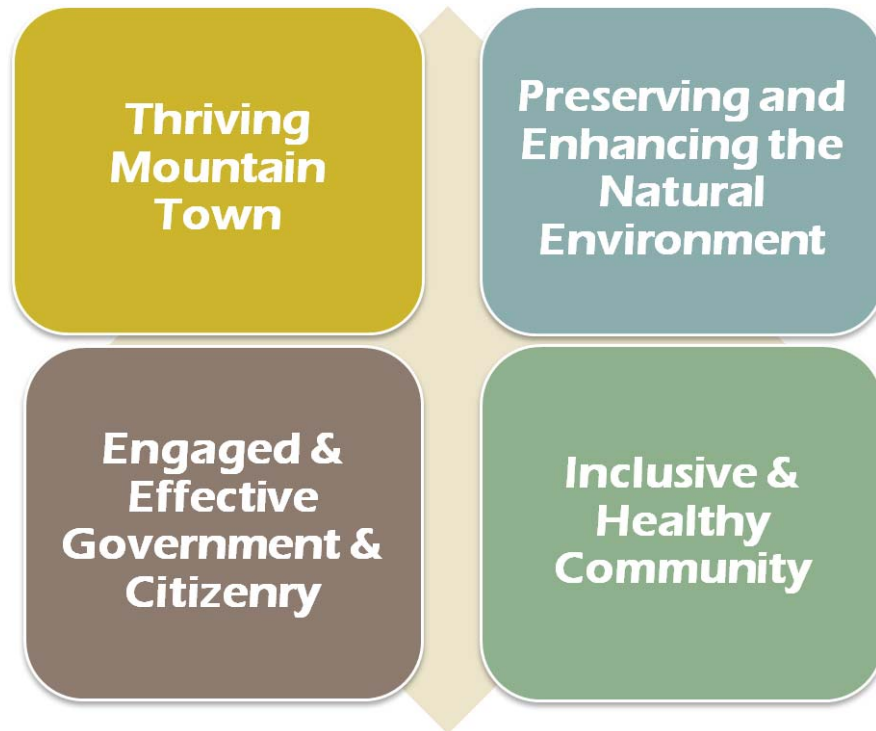 Thriving
Mountain
Town
Preserving and
Enhancing the
Natural
Environment
Engaged &
Effective
Government &
Citizenry
Inclusive &
Healthy
Community